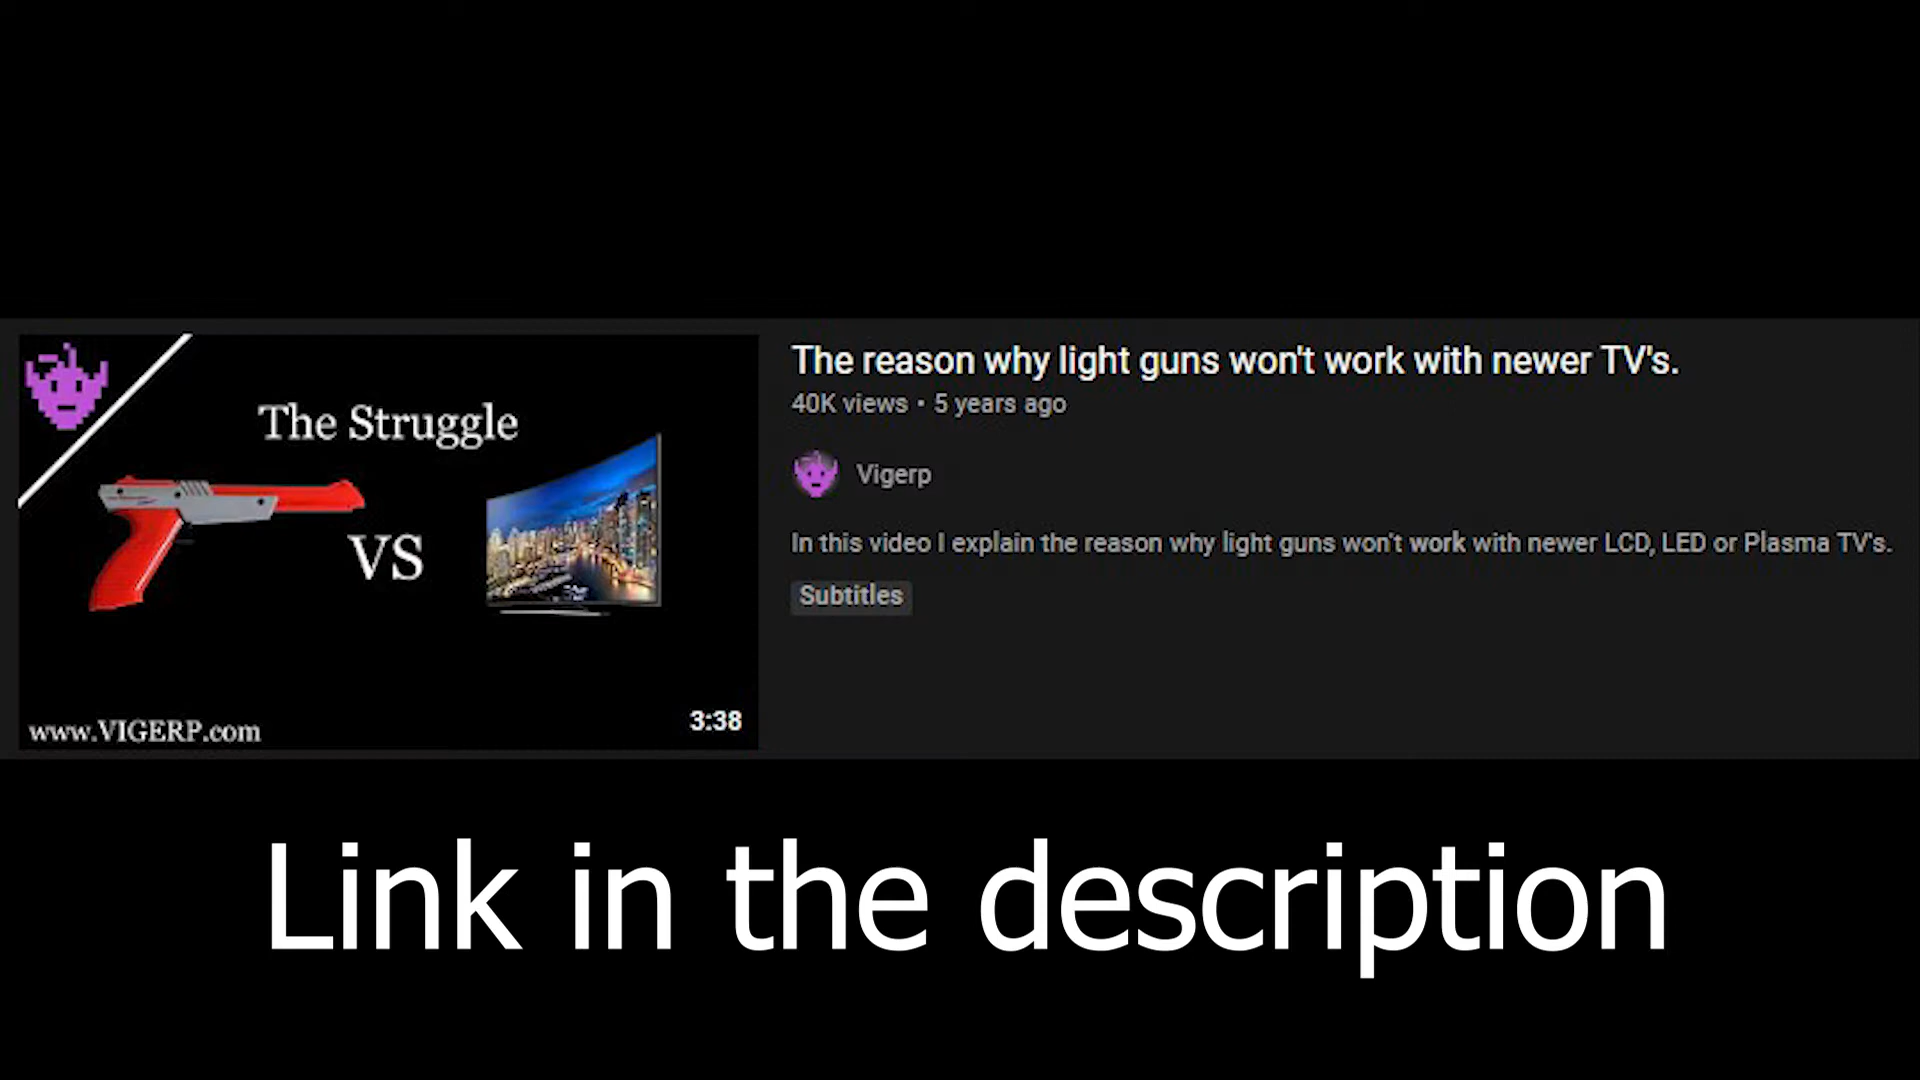 The Struggle
VS
www.VIGERP.com
3:38
The reason why light guns won't work with newer TV's.
40K views • 5 years ago
Vigerp
In this video I explain the reason why light guns won't work with newer LCD, LED or Plasma TV's.
Subtitles
Link in the description